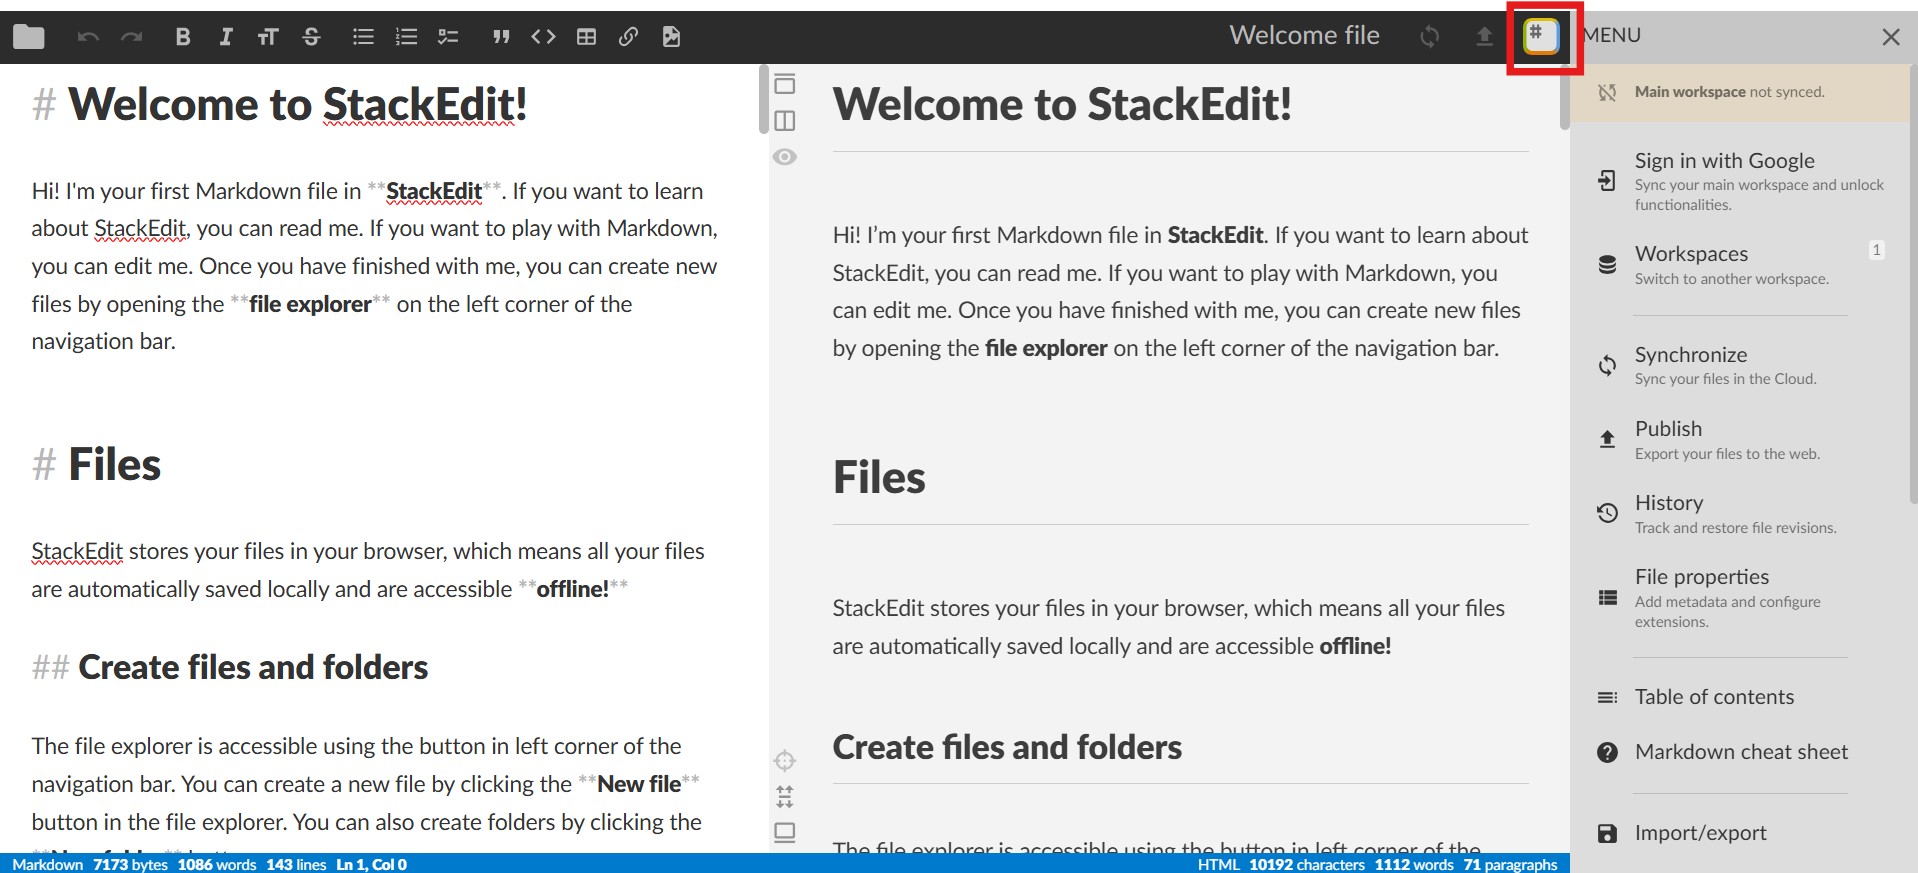 Welcome file
#
MENU
# Welcome to StackEdit!
Hi! I'm your first Markdown file in **StackEdit**. If you want to learn
about StackEdit, you can read me. If you want to play with Markdown,
you can edit me. Once you have finished with me, you can create new
files by opening the **file explorer** on the left corner of the
navigation bar.
# Files
StackEdit stores your files in your browser, which means all your files
are automatically saved locally and are accessible **offline!**
## Create files and folders
The file explorer is accessible using the button in left corner of the
navigation bar. You can create a new file by clicking the **New file**
button in the file explorer. You can also create folders by clicking the
Welcome to StackEdit!
Hi! I’m your first Markdown file in StackEdit. If you want to learn about
StackEdit, you can read me. If you want to play with Markdown, you
can edit me. Once you have finished with me, you can create new files
by opening the file explorer on the left corner of the navigation bar.
Files
StackEdit stores your files in your browser, which means all your files
are automatically saved locally and are accessible offline!
Create files and folders
The file explorer is accessible using the button in left corner of the
Main workspace not synced.
Sign in with Google
Sync your main workspace and unlock
functionalities.
Workspaces 1
Switch to another workspace.
Synchronize
Sync your files in the Cloud.
Publish
Export your files to the web.
History
Track and restore file revisions.
File properties
Add metadata and configure
extensions.
Table of contents
Markdown cheat sheet
Import/export
Markdown 7173 bytes 1086 words 143 lines Ln 1, Col 0
HTML 10192 characters 1112 words 71 paragraphs